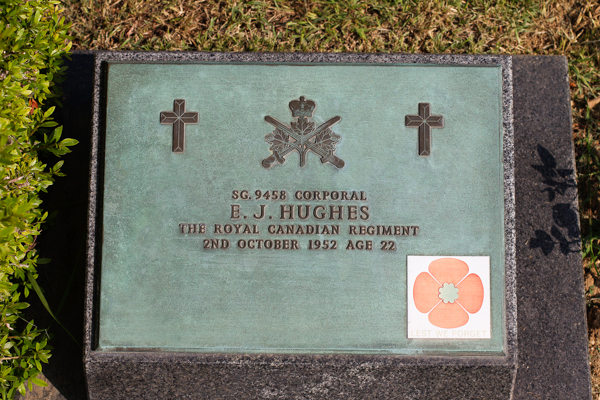 SG. 9458 CORPORAL
E. J. HUGHES
THE ROYAL CANADIAN REGIMENT
2ND OCTOBER 1952 AGE 22
LEST WE FORGET